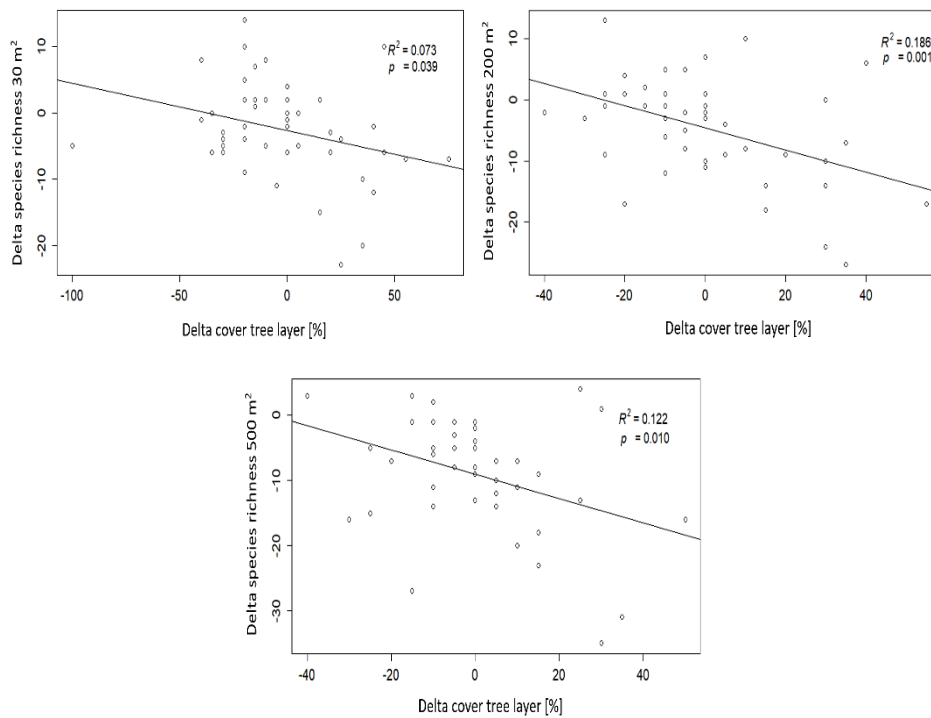 Delta species richness 30 m²
10
0
-10
-20
R² = 0.073
p = 0.039
-100
-50
0
50
Delta cover tree layer [%]
Delta species richness 200 m²
10
0
-10
-20
R² = 0.186
p = 0.001
-40
-20
0
20
40
Delta cover tree layer [%]
Delta species richness 500 m²
0
-10
-20
-30
R² = 0.122
p = 0.010
-40
-20
0
20
40
Delta cover tree layer [%]